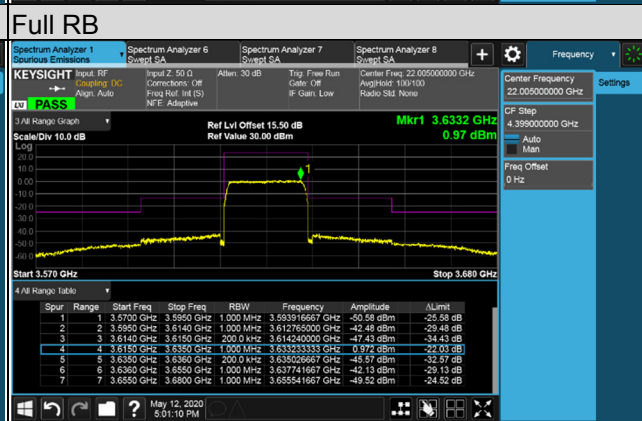 Full RB
Spectrum Analyzer 1
Spurious Emissions
Spectrum Analyzer 6
Swept SA
Spectrum Analyzer 7
Swept SA
Spectrum Analyzer 8
Swept SA
+
Frequency
KEYSIGHT
Input: RF
Coupling: DC
Align: Auto
Input Z: 50 Ω
Corrections: Off
Freq Ref: Int (S)
NFE: Adaptive
Atten: 30 dB
Trig: Free Run
Gate: Off
IF Gain: Low
Center Freq: 22.005000000 GHz
Avg|Hold: 100/100
Radio Std: None
LXI PASS
Center Frequency
22.005000000 GHz
Settings
CF Step
4.399000000 GHz
Auto
Man
Freq Offset
0 Hz
3 All Range Graph
Scale/Div 10.0 dB
Ref Lvl Offset 15.50 dB
Ref Value 30.00 dBm
Mkr1 3.6332 GHz
0.97 dBm
Log
20.0
10.0
0.00
-10.0
-20.0
-30.0
-40.0
-50.0
-60.0
1
Start 3.570 GHz
Stop 3.680 GHz
4 All Range Table
Spur Range Start Freq Stop Freq RBW Frequency Amplitude ΔLimit
1 1 3.5700 GHz 3.5950 GHz 1.000 MHz 3.593916667 GHz -50.58 dBm -25.58 dB
2 2 3.5950 GHz 3.6140 GHz 1.000 MHz 3.612765000 GHz -42.48 dBm -29.48 dB
3 3 3.6140 GHz 3.6150 GHz 200.0 kHz 3.614240000 GHz -47.43 dBm -34.43 dB
4 4 3.6150 GHz 3.6350 GHz 1.000 MHz 3.633233333 GHz 0.972 dBm -22.03 dB
5 5 3.6350 GHz 3.6360 GHz 200.0 kHz 3.635026667 GHz -45.57 dBm -32.57 dB
6 6 3.6360 GHz 3.6550 GHz 1.000 MHz 3.637741667 GHz -42.13 dBm -29.13 dB
7 7 3.6550 GHz 3.6800 GHz 1.000 MHz 3.655541667 GHz -49.52 dBm -24.52 dB
?
May 12, 2020
5:01:10 PM